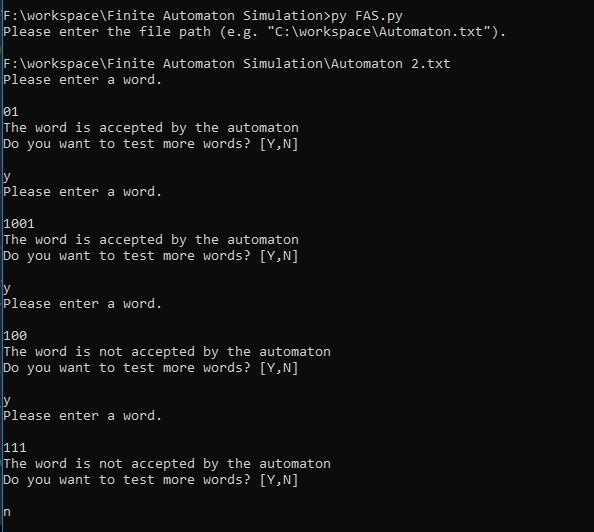 F:\workspace\Finite Automaton Simulation>py FAS.py
Please enter the file path (e.g. "C:\workspace\Automaton.txt").
F:\workspace\Finite Automaton Simulation\Automaton 2.txt
Please enter a word.
01
The word is accepted by the automaton
Do you want to test more words? [Y,N]
y
Please enter a word.
1001
The word is accepted by the automaton
Do you want to test more words? [Y,N]
y
Please enter a word.
100
The word is not accepted by the automaton
Do you want to test more words? [Y,N]
y
Please enter a word.
111
The word is not accepted by the automaton
Do you want to test more words? [Y,N]
n